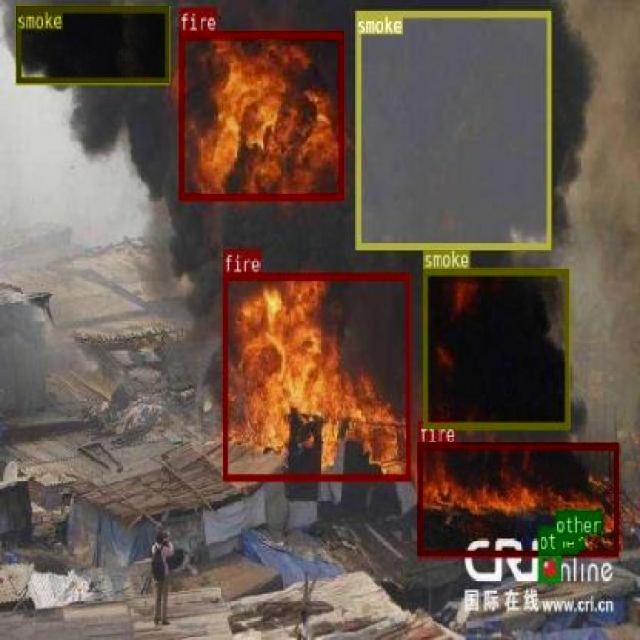 smoke
fire
smoke
fire
smoke
fire
other
CRI Online
国际在线 www.cri.cn